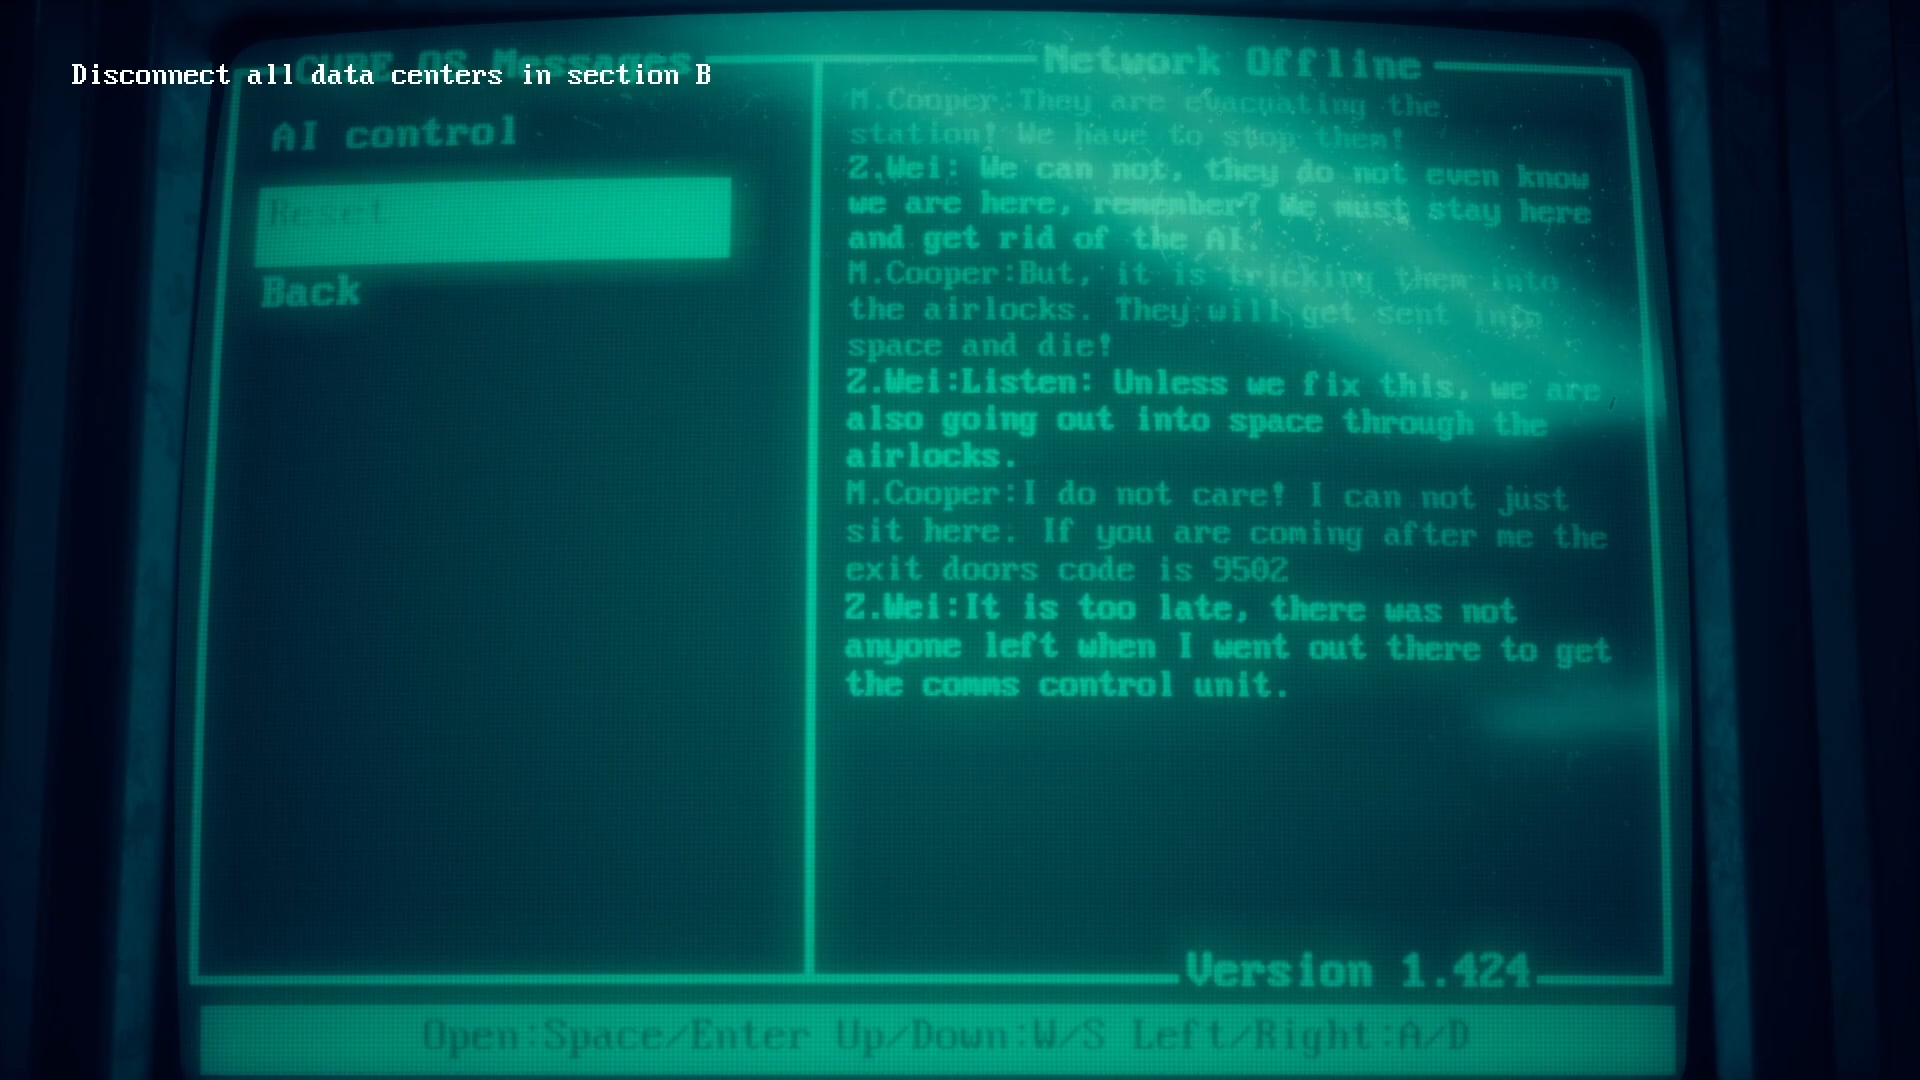 Disconnect all data centers in section B
CUBE OS Messages
Network Offline
AI control
Reset
Back
M.Cooper:They are evacuating the
station! We have to stop them!
Z.Wei: We can not, they do not even know
we are here, remember? We must stay here
and get rid of the AI.
M.Cooper:But, it is tricking them into
the airlocks. They will get sent into
space and die!
Z.Wei:Listen: Unless we fix this, we are
also going out into space through the
airlocks.
M.Cooper:I do not care! I can not just
sit here. If you are coming after me the
exit doors code is 9502
Z.Wei:It is too late, there was not
anyone left when I went out there to get
the comms control unit.
Version 1.424
Open:Space/Enter Up/Down:W/S Left/Right:A/D